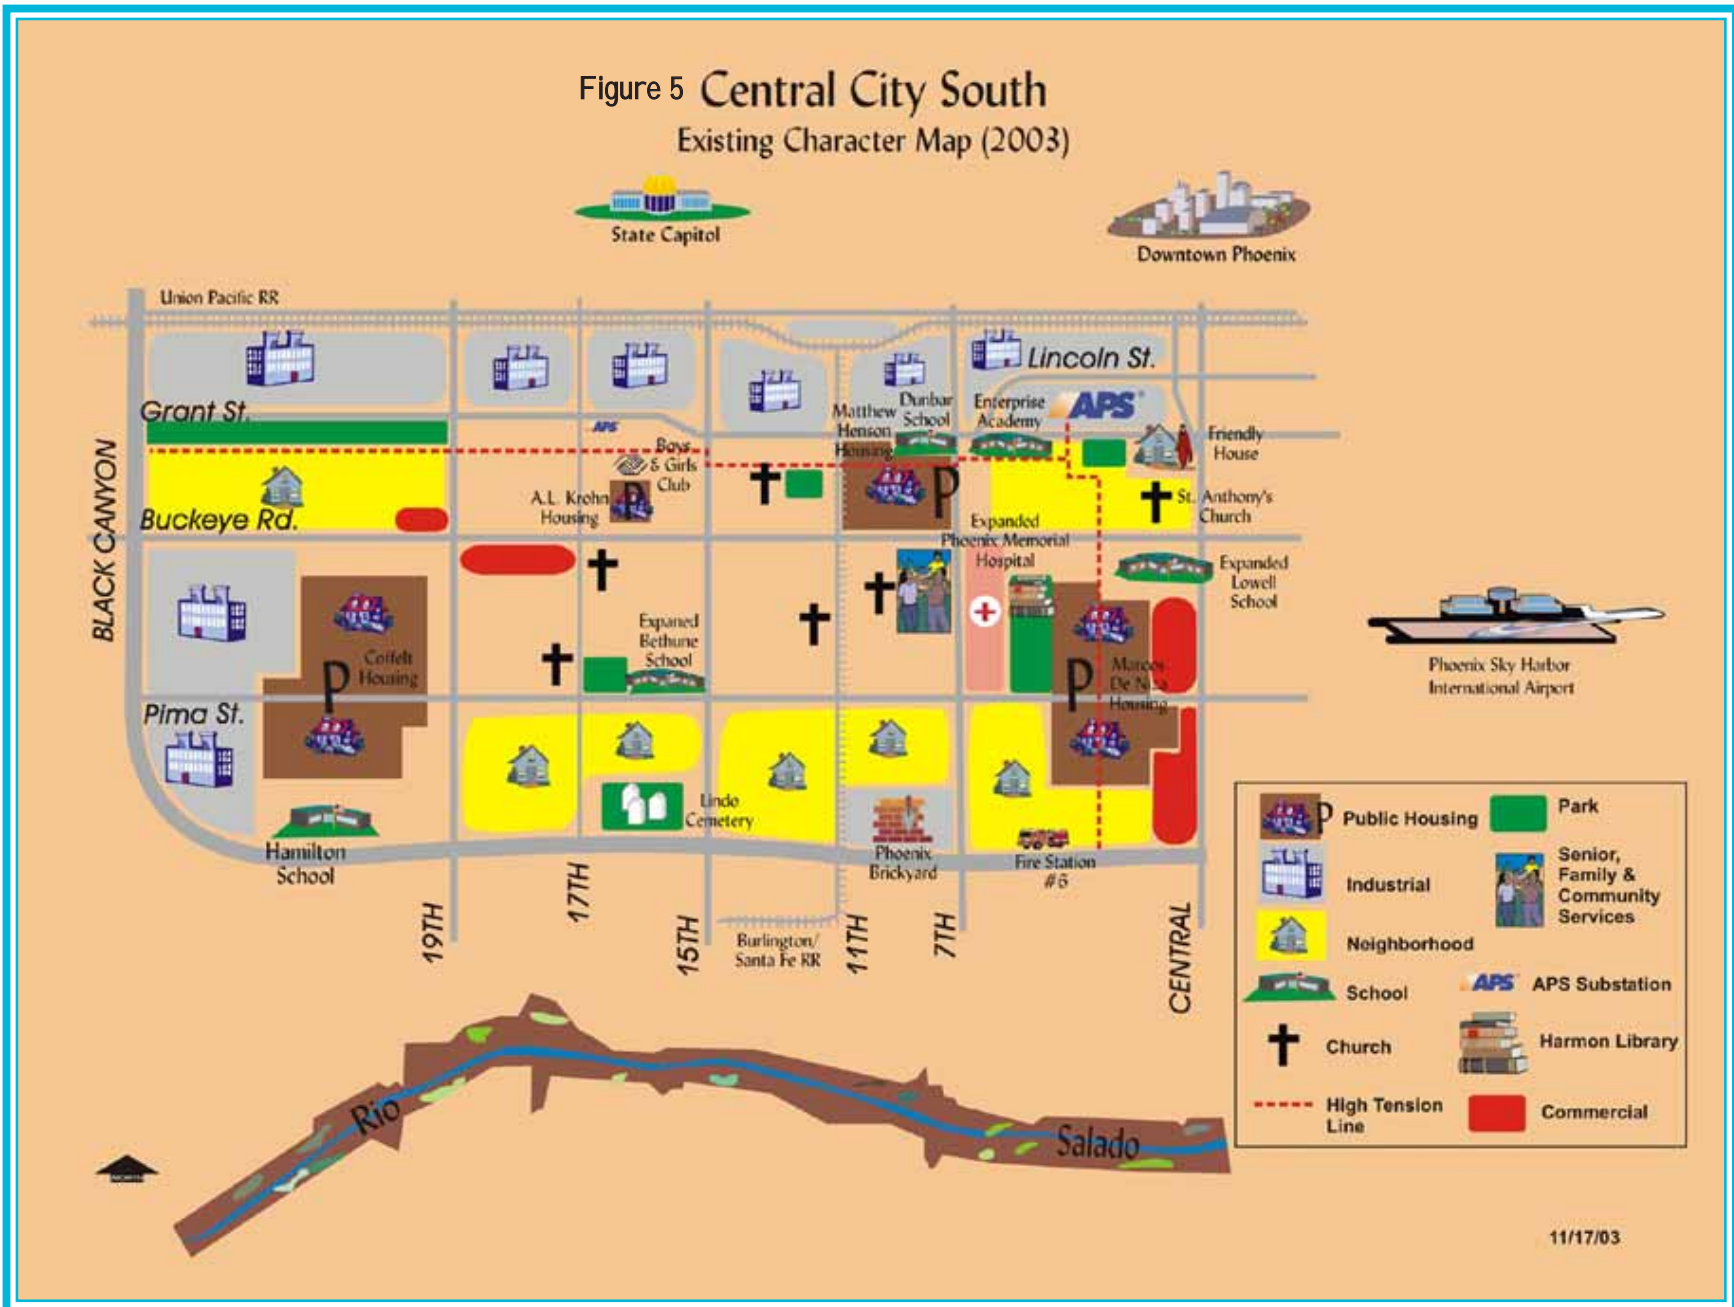 Figure 5 Central City South
Existing Character Map (2003)
State Capitol
Downtown Phoenix
Union Pacific RR
Lincoln St.
Grant St.
APS
APS
Matthew
Henson
Housing
Dunbar
School
Enterprise
Academy
Friendly
House
Boys
& Girls
Club
A.L. Krohn
Housing
P
P
St. Anthony's
Church
Buckeye Rd.
BLACK CANYON
Expanded
Phoenix Memorial
Hospital
Expanded
Lowell
School
Expaned
Bethune
School
Coffelt
Housing
P
P
Marcos
De Niza
Housing
Phoenix Sky Harbor
International Airport
Pima St.
Lindo
Cemetery
Hamilton
School
Phoenix
Brickyard
Fire Station
#6
19TH
17TH
15TH
Burlington/
Santa Fe RR
11TH
7TH
CENTRAL
P
Public Housing
Park
Industrial
Senior,
Family &
Community
Services
Neighborhood
School
APS
APS Substation
Church
Harmon Library
High Tension
Line
Commercial
Rio
Salado
NORTH
11/17/03